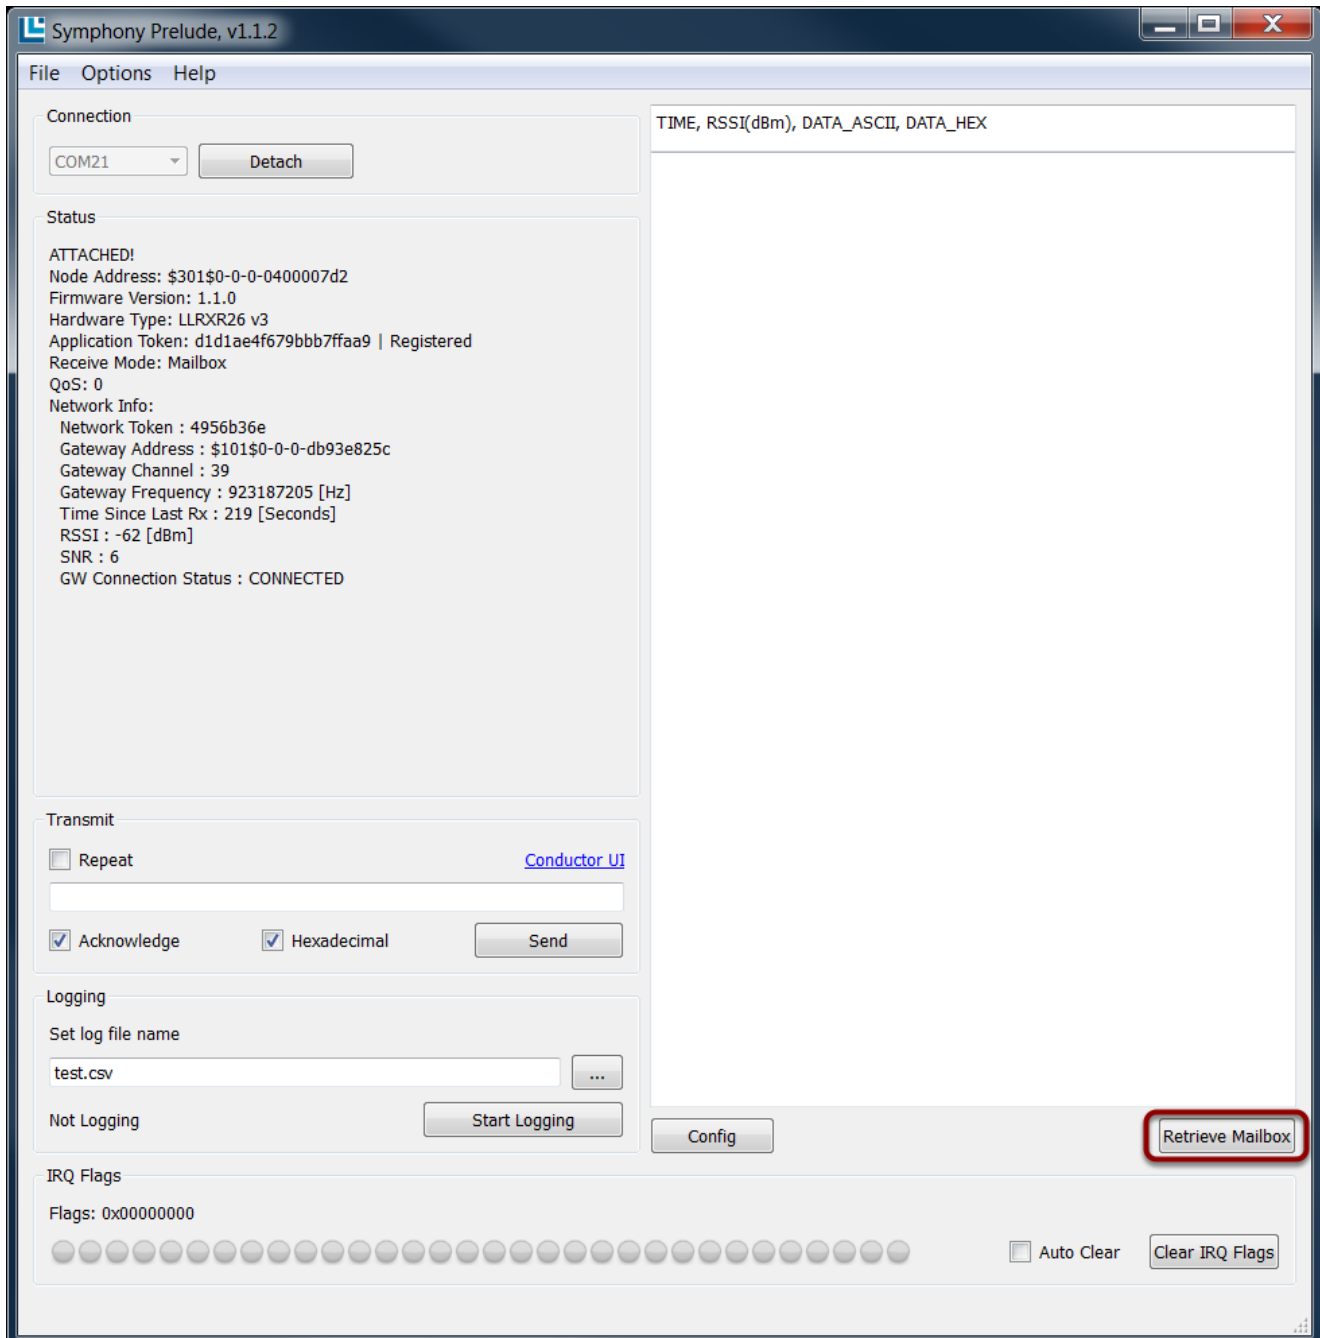 Symphony Prelude, v1.1.2
File Options Help
Connection
COM21 Detach
Status
ATTACHED!
Node Address: $301$0-0-0-0400007d2
Firmware Version: 1.1.0
Hardware Type: LLRXR26 v3
Application Token: d1d1ae4f679bbb7ffaa9 | Registered
Receive Mode: Mailbox
QoS: 0
Network Info:
Network Token : 4956b36e
Gateway Address : $101$0-0-0-db93e825c
Gateway Channel : 39
Gateway Frequency : 923187205 [Hz]
Time Since Last Rx : 219 [Seconds]
RSSI : -62 [dBm]
SNR : 6
GW Connection Status : CONNECTED
Transmit
Repeat Conductor UI
Acknowledge Hexadecimal Send
Logging
Set log file name
test.csv ...
Not Logging Start Logging
TIME, RSSI(dBm), DATA_ASCII, DATA_HEX
Config Retrieve Mailbox
IRQ Flags
Flags: 0x00000000
Auto Clear Clear IRQ Flags